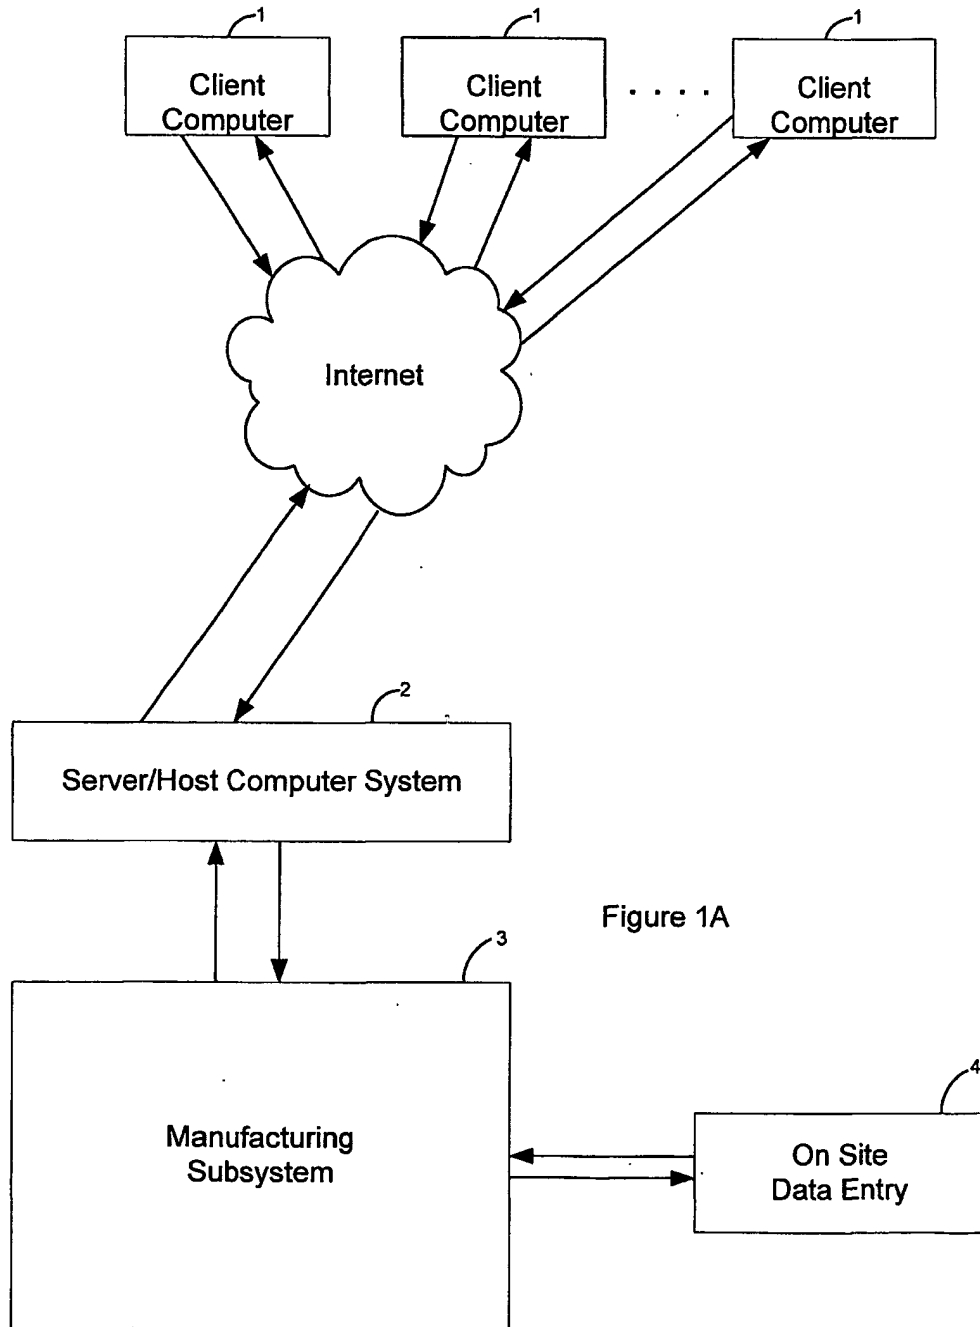 1
1
1
Client
Computer
Client
Computer
. . . .
Client
Computer
Internet
2
Server/Host Computer System
Figure 1A
3
Manufacturing
Subsystem
4
On Site
Data Entry